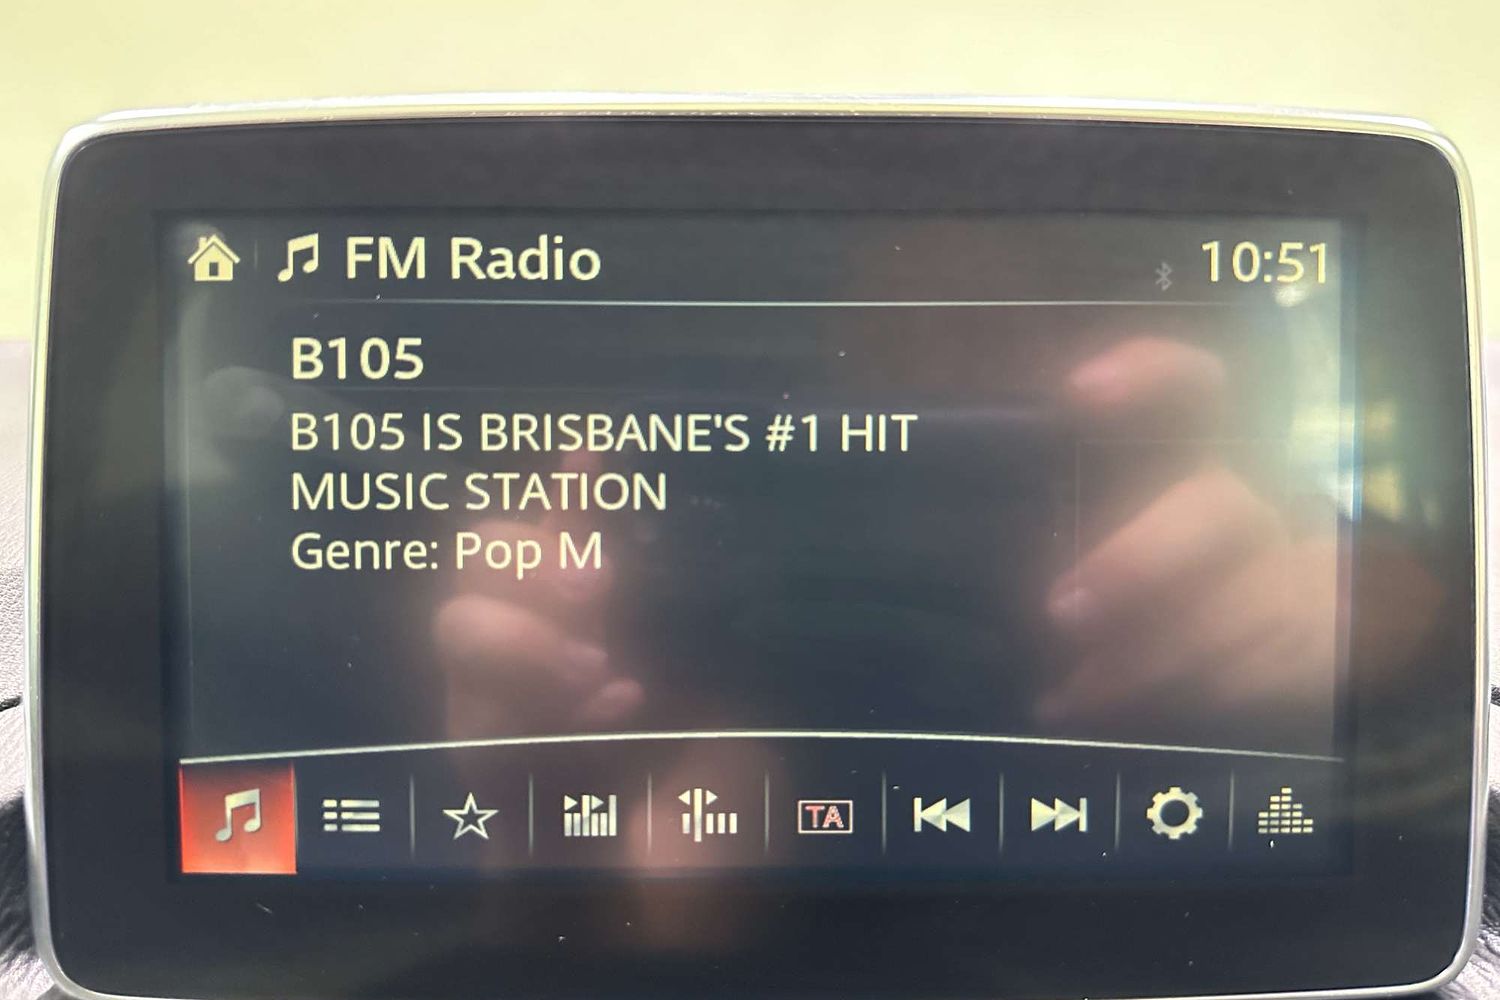 FM Radio
10:51
B105
B105 IS BRISBANE'S #1 HIT
MUSIC STATION
Genre: Pop M
TA